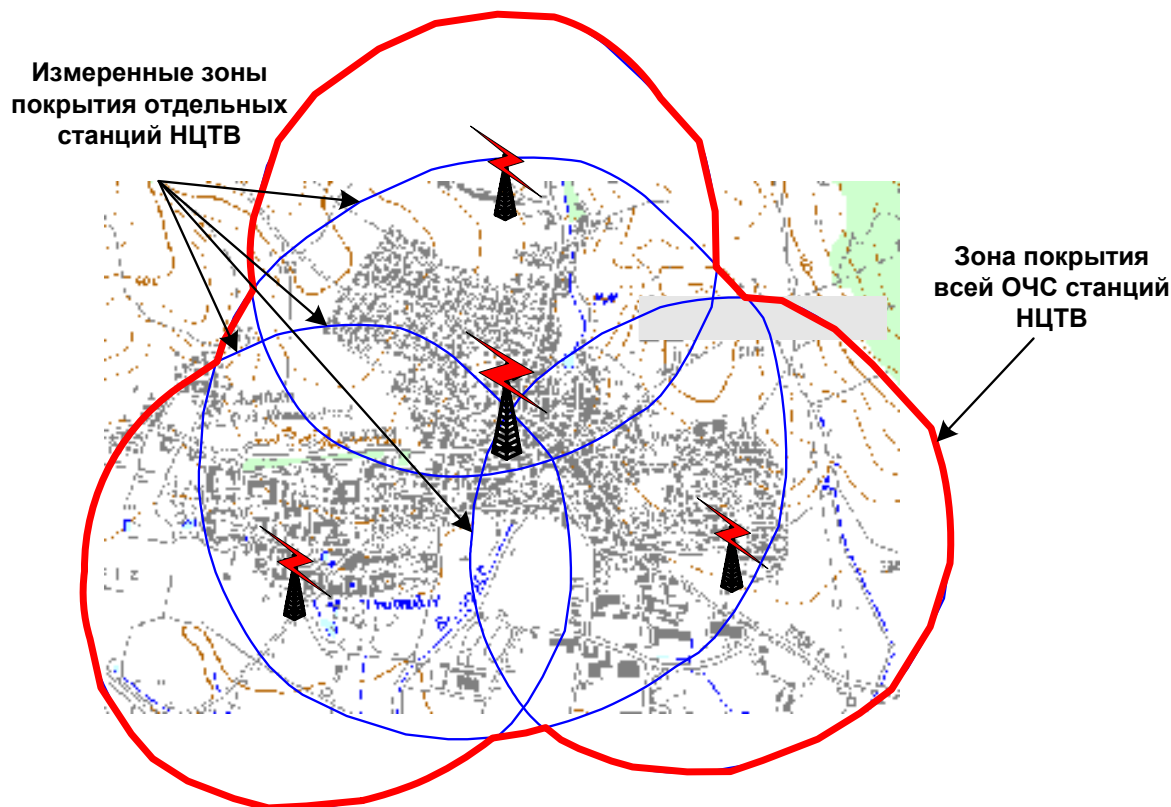 Измеренные зоны
покрытия отдельных
станций НЦТВ
Зона покрытия
всей ОЧС станций
НЦТВ